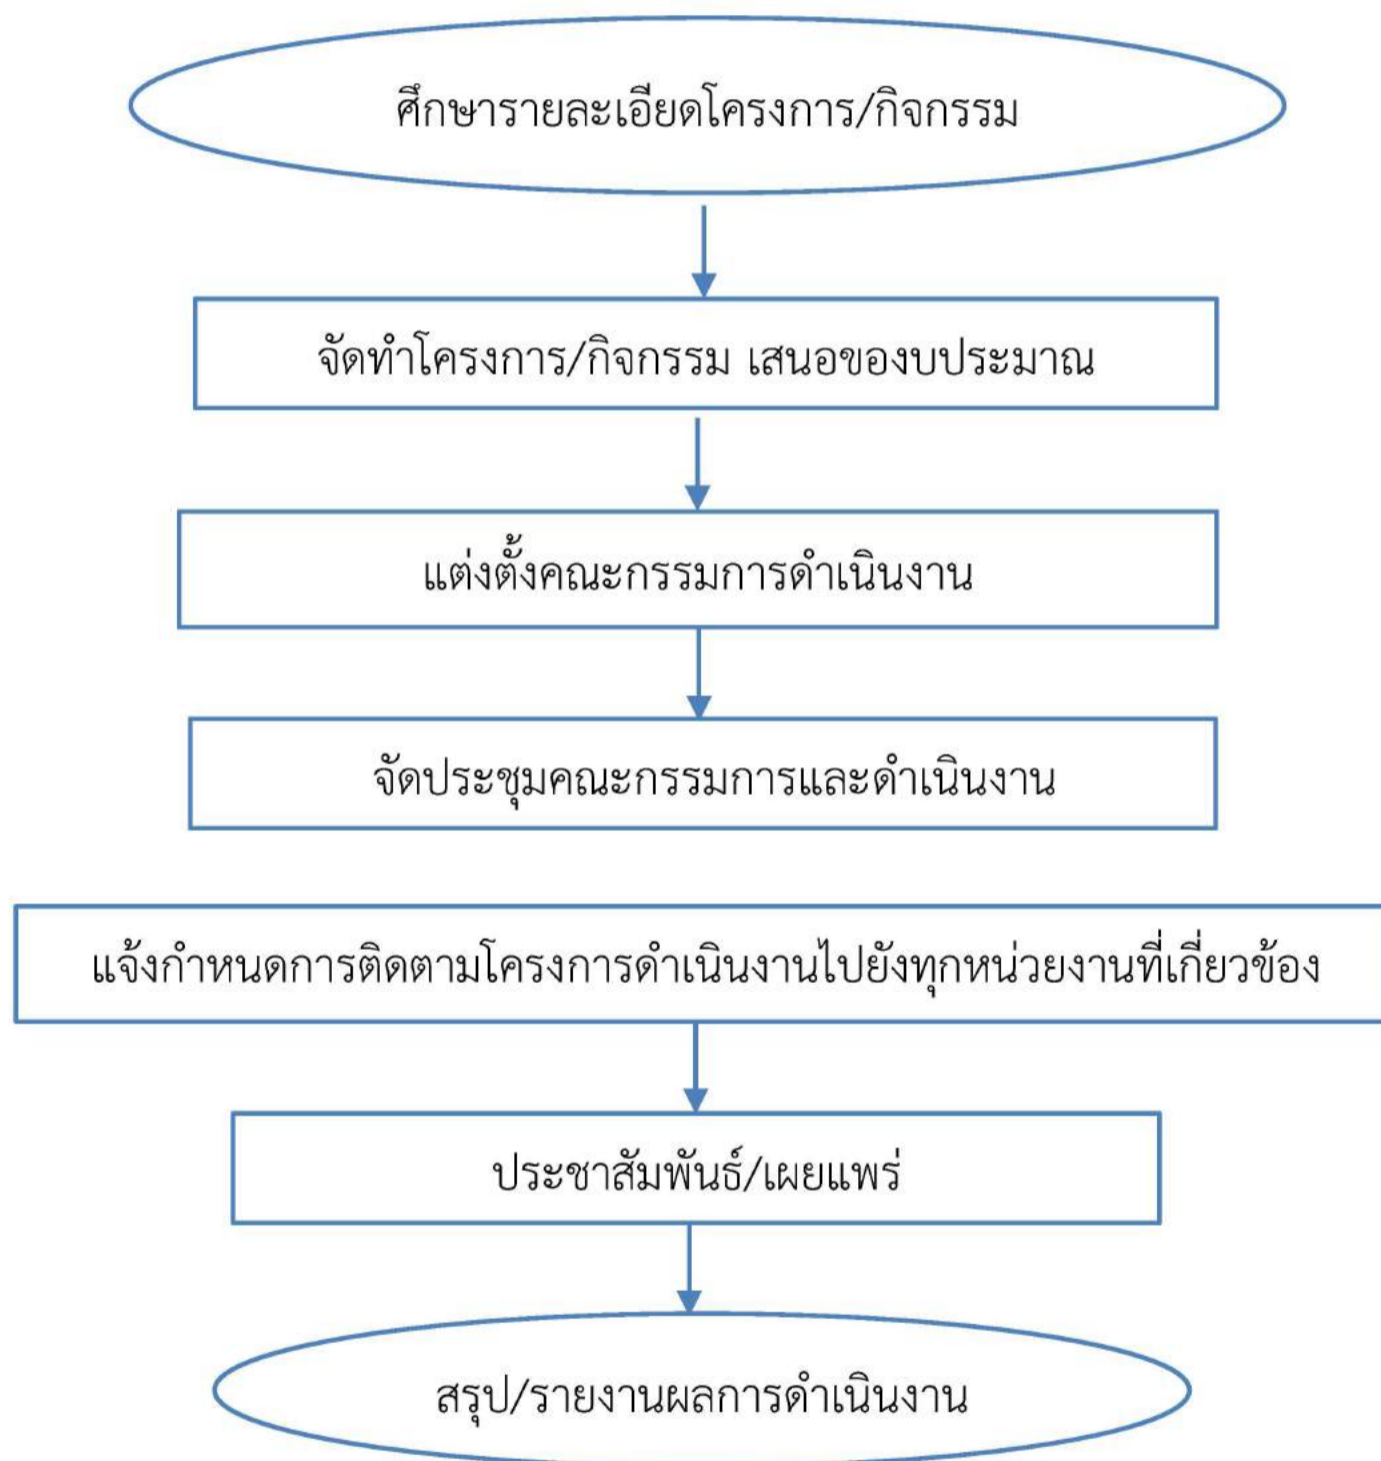 ศึกษารายละเอียดโครงการ/กิจกรรม
จัดทำโครงการ/กิจกรรม เสนอของบประมาณ
แต่งตั้งคณะกรรมการดำเนินงาน
จัดประชุมคณะกรรมการและดำเนินงาน
แจ้งกำหนดการติดตามโครงการดำเนินงานไปยังทุกหน่วยงานที่เกี่ยวข้อง
ประชาสัมพันธ์/เผยแพร่
สรุป/รายงานผลการดำเนินงาน